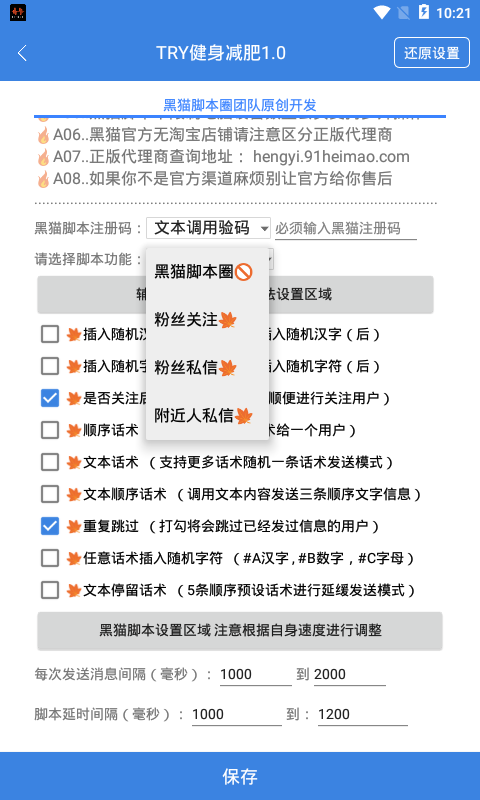 10:21
TRY健身减肥1.0
还原设置
黑猫脚本圈团队原创开发
A06..黑猫官方无淘宝店铺请注意区分正版代理商
A07..正版代理商查询地址： hengyi.91heimao.com
A08..如果你不是官方渠道麻烦别让官方给你售后
黑猫脚本注册码： 文本调用验码 必须输入黑猫注册码
请选择脚本功能：
黑猫脚本圈🚫
粉丝关注🍁
粉丝私信🍁
附近人私信🍁
辅 法设置区域
🍁插入随机汉 插入随机汉字（后）
🍁插入随机字 插入随机字符（后）
🍁是否关注后 顺便进行关注用户）
🍁顺序话术 术给一个用户）
🍁文本话术 （支持更多话术随机一条话术发送模式）
🍁文本顺序话术 （调用文本内容发送三条顺序文字信息）
🍁重复跳过 （打勾将会跳过已经发过信息的用户）
🍁任意话术插入随机字符 （#A汉字 , #B数字，#C字母）
🍁文本停留话术 （5条顺序预设话术进行延缓发送模式）
黑猫脚本设置区域 注意根据自身速度进行调整
每次发送消息间隔（毫秒）： 1000 到 2000
脚本延时间隔（毫秒）： 1000 到： 1200
保存